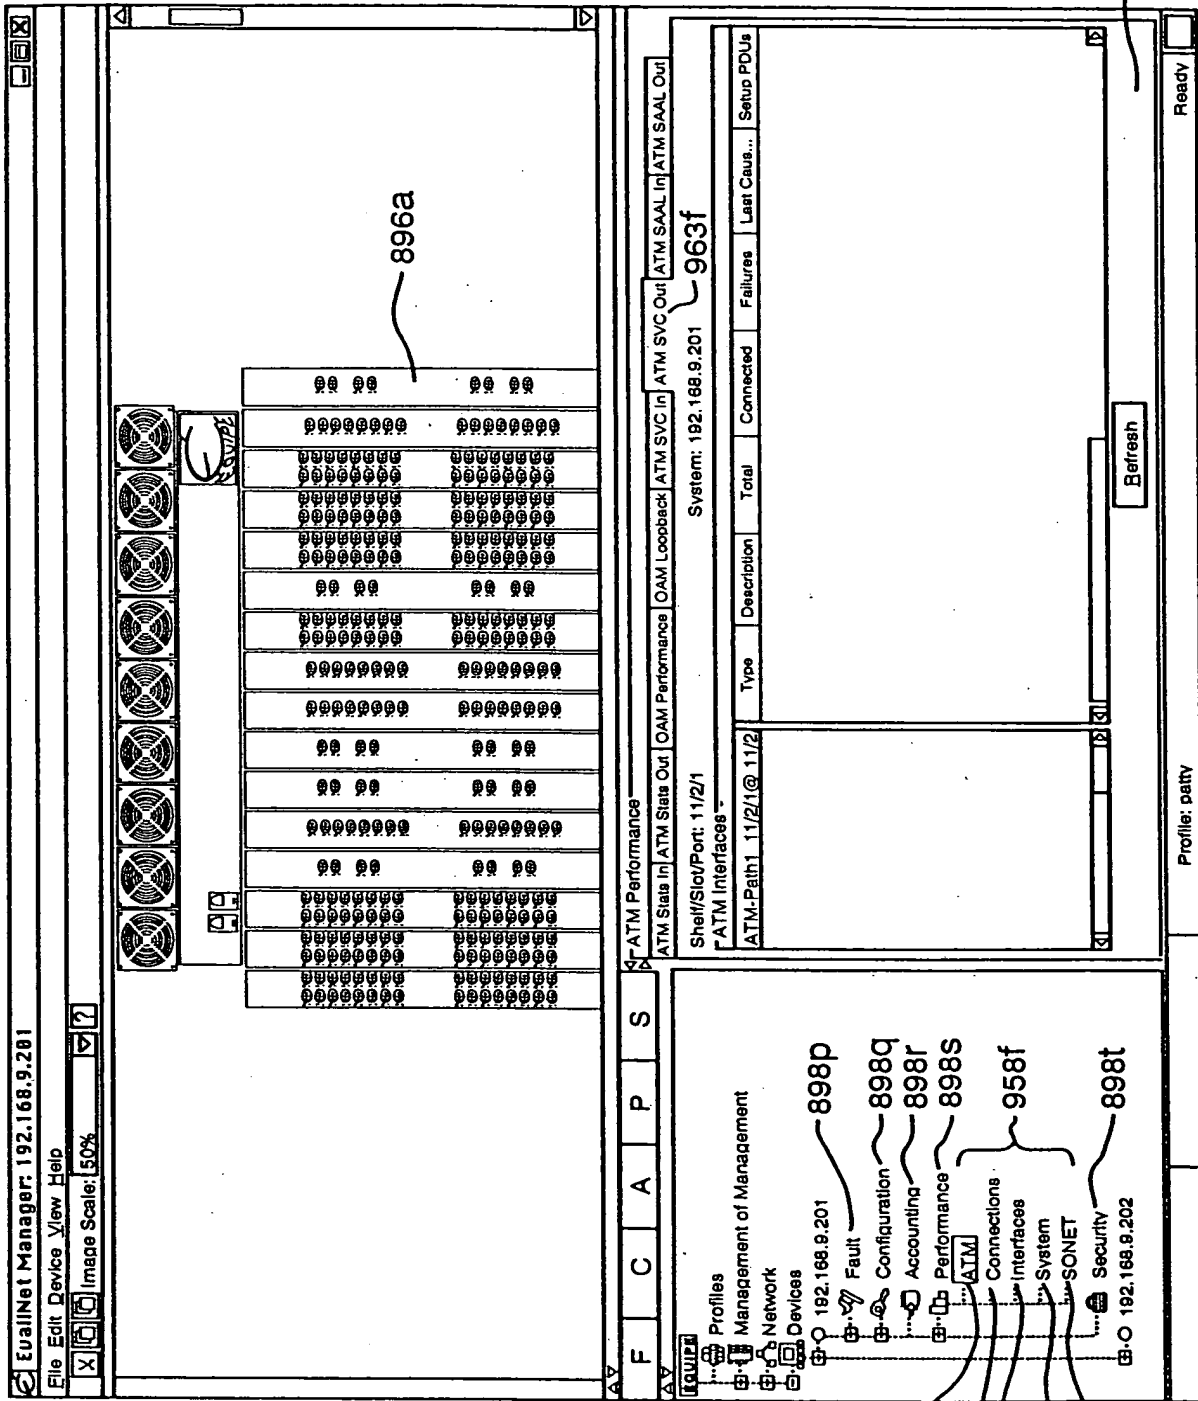 EuallNet Manager: 192.168.9.201
File Edit Device View Help
X Image Scale: 50% ?
896a
F C A P S
EQUIPE
Profiles
Management of Management
Network
Devices
192.168.9.201
898p
Fault
Configuration
898q
Accounting
898r
Performance
898s
ATM
Connections
Interfaces
958f
System
SONET
Security
898t
192.168.9.202
ATM Performance
ATM Stats In ATM Stats Out OAM Performance OAM Loopback ATM SVC In ATM SVC Out ATM SAAL In ATM SAAL Out
963f
Shelf/Slot/Port: 11/2/1 System: 192.168.9.201
ATM Interfaces
ATM-Path1 11/2/1@ 11/2
Type Description Total Connected Failures Last Caus... Setup PDUs
Refresh
Profile: patty Ready